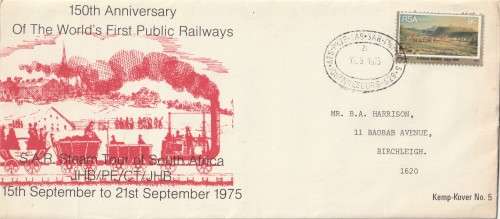 150th Anniversary
Of The World's First Public Railways
S.A.R. Steam Tour of South Africa
JHB/PE/CT/JHB
15th September to 21st September 1975
RSA
MR. B.A. HARRISON,
11 BAOBAB AVENUE,
BIRCHLEIGH.
1620
Kemp-Kover No. 5